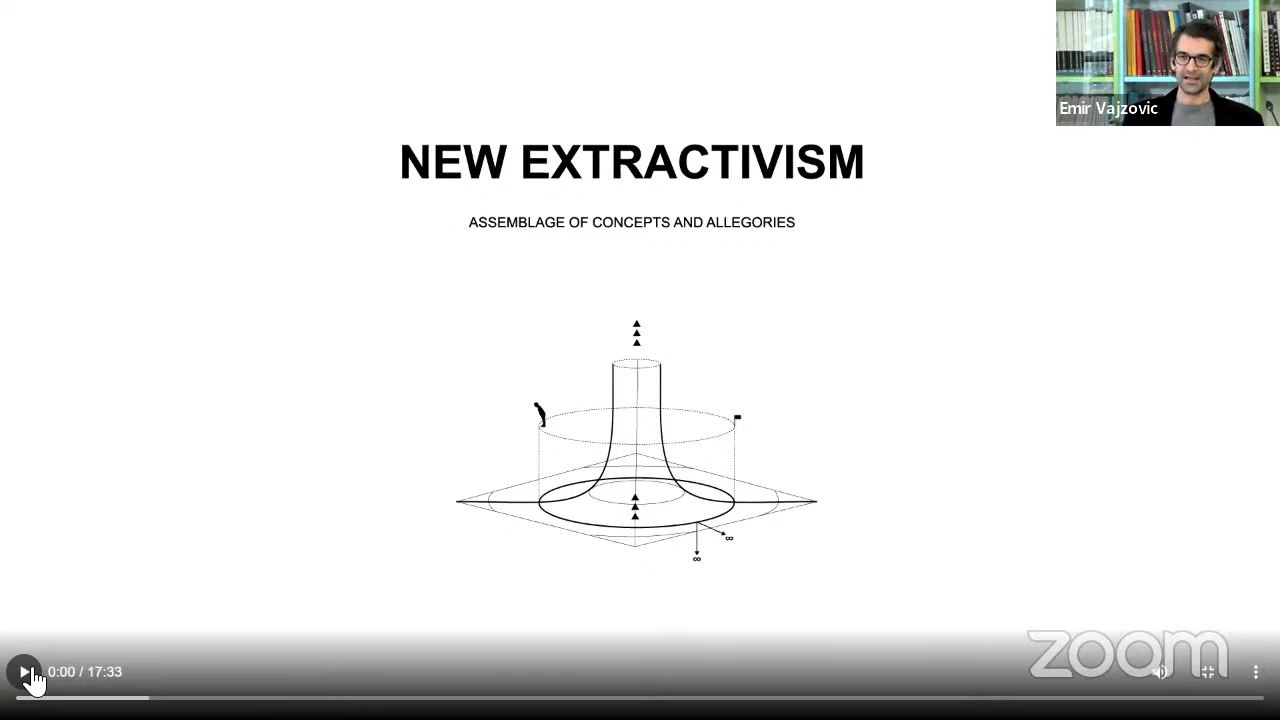 Emir Vajzovic
NEW EXTRACTIVISM
ASSEMBLAGE OF CONCEPTS AND ALLEGORIES
∞
∞
zoom
0:00 / 17:33